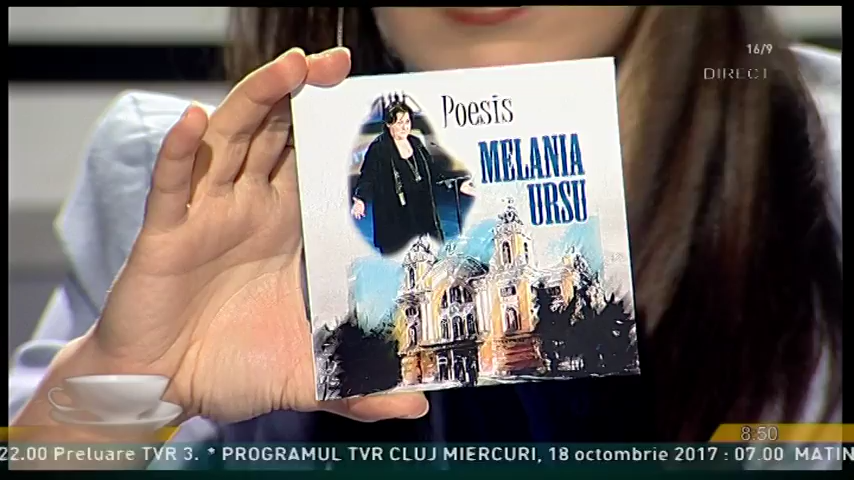 16/9
DIRECT
Poesis
MELANIA
URSU
8:50
22.00 Preluare TVR 3. * PROGRAMUL TVR CLUJ MIERCURI, 18 octombrie 2017 : 07.00 MATIN